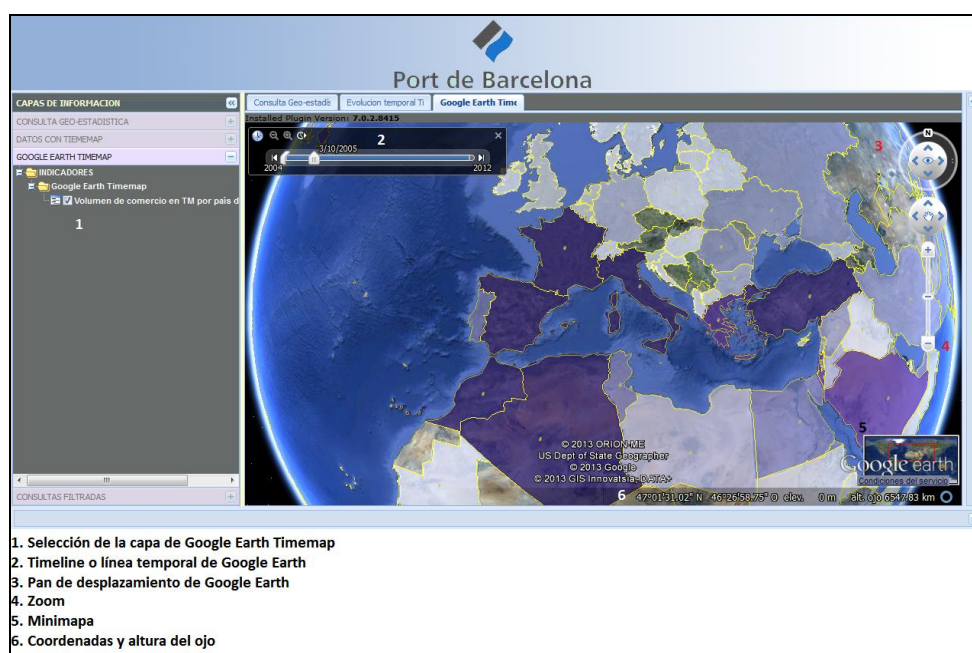 Port de Barcelona
CAPAS DE INFORMACION
CONSULTA GEO-ESTADISTICA
DATOS CON TIEMEMAP
GOOGLE EARTH TIMEMAP
INDICADORES
Google Earth Timemap
Volumen de comercio en TM por pais d
1
CONSULTAS FILTRADAS
Consulta Geo-estadis Evolucion temporal Ti Google Earth Time
Installed Plugin Version: 7.0.2.8415
2
3/10/2005
2004 2012
N
3
4
5
© 2013 ORION-ME
US Dept of State Geographer
© 2013 Google
© 2013 GIS Innovatsia, DATA+
Google earth
Condiciones del servicio
6 47°01'31.02" N 46°26'58.75" O elev. 0 m alt. ojo 6547.83 km
1. Selección de la capa de Google Earth Timemap
2. Timeline o línea temporal de Google Earth
3. Pan de desplazamiento de Google Earth
4. Zoom
5. Minimapa
6. Coordenadas y altura del ojo